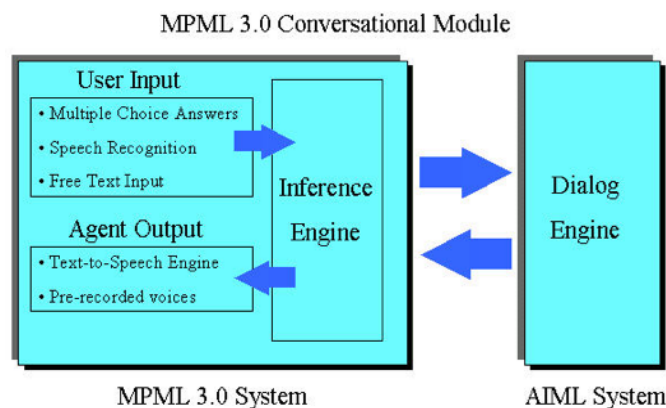 MPML 3.0 Conversational Module
User Input
• Multiple Choice Answers
• Speech Recognition
• Free Text Input
Agent Output
• Text-to-Speech Engine
• Pre-recorded voices
Inference
Engine
Dialog
Engine
MPML 3.0 System
AIML System